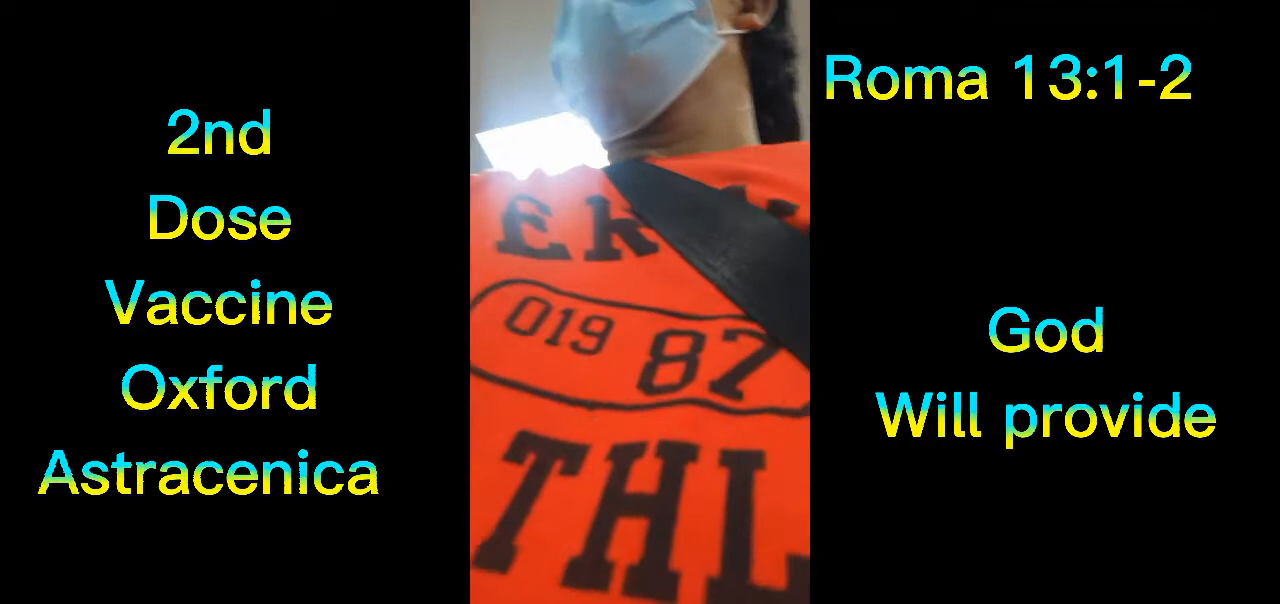 2nd
Dose
Vaccine
Oxford
Astracenica
019 87
THL
Roma 13:1-2
God
Will provide